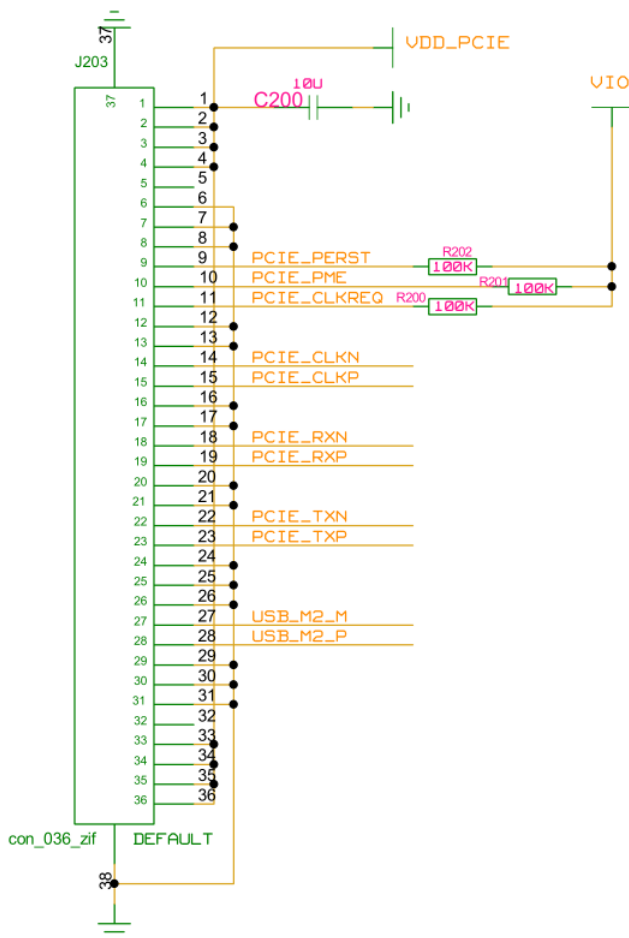 37
VDD_PCIE
J203
10U
VIO
37
1 1 C200
2 2
3 3
4 4
5 5
6 6
7 7
8 8
R202
9 9 PCIE_PERST 100K
10 10 PCIE_PME R201 100K
11 11 PCIE_CLKREQ R200 100K
12 12
13 13
14 14 PCIE_CLKN
15 15 PCIE_CLKP
16 16
17 17
18 18 PCIE_RXN
19 19 PCIE_RXP
20 20
21 21
22 22 PCIE_TXN
23 23 PCIE_TXP
24 24
25 25
26 26
27 27 USB_M2_M
28 28 USB_M2_P
29 29
30 30
31 31
32 32
33 33
34 34
35 35
36 36
con_036_zif DEFAULT
38